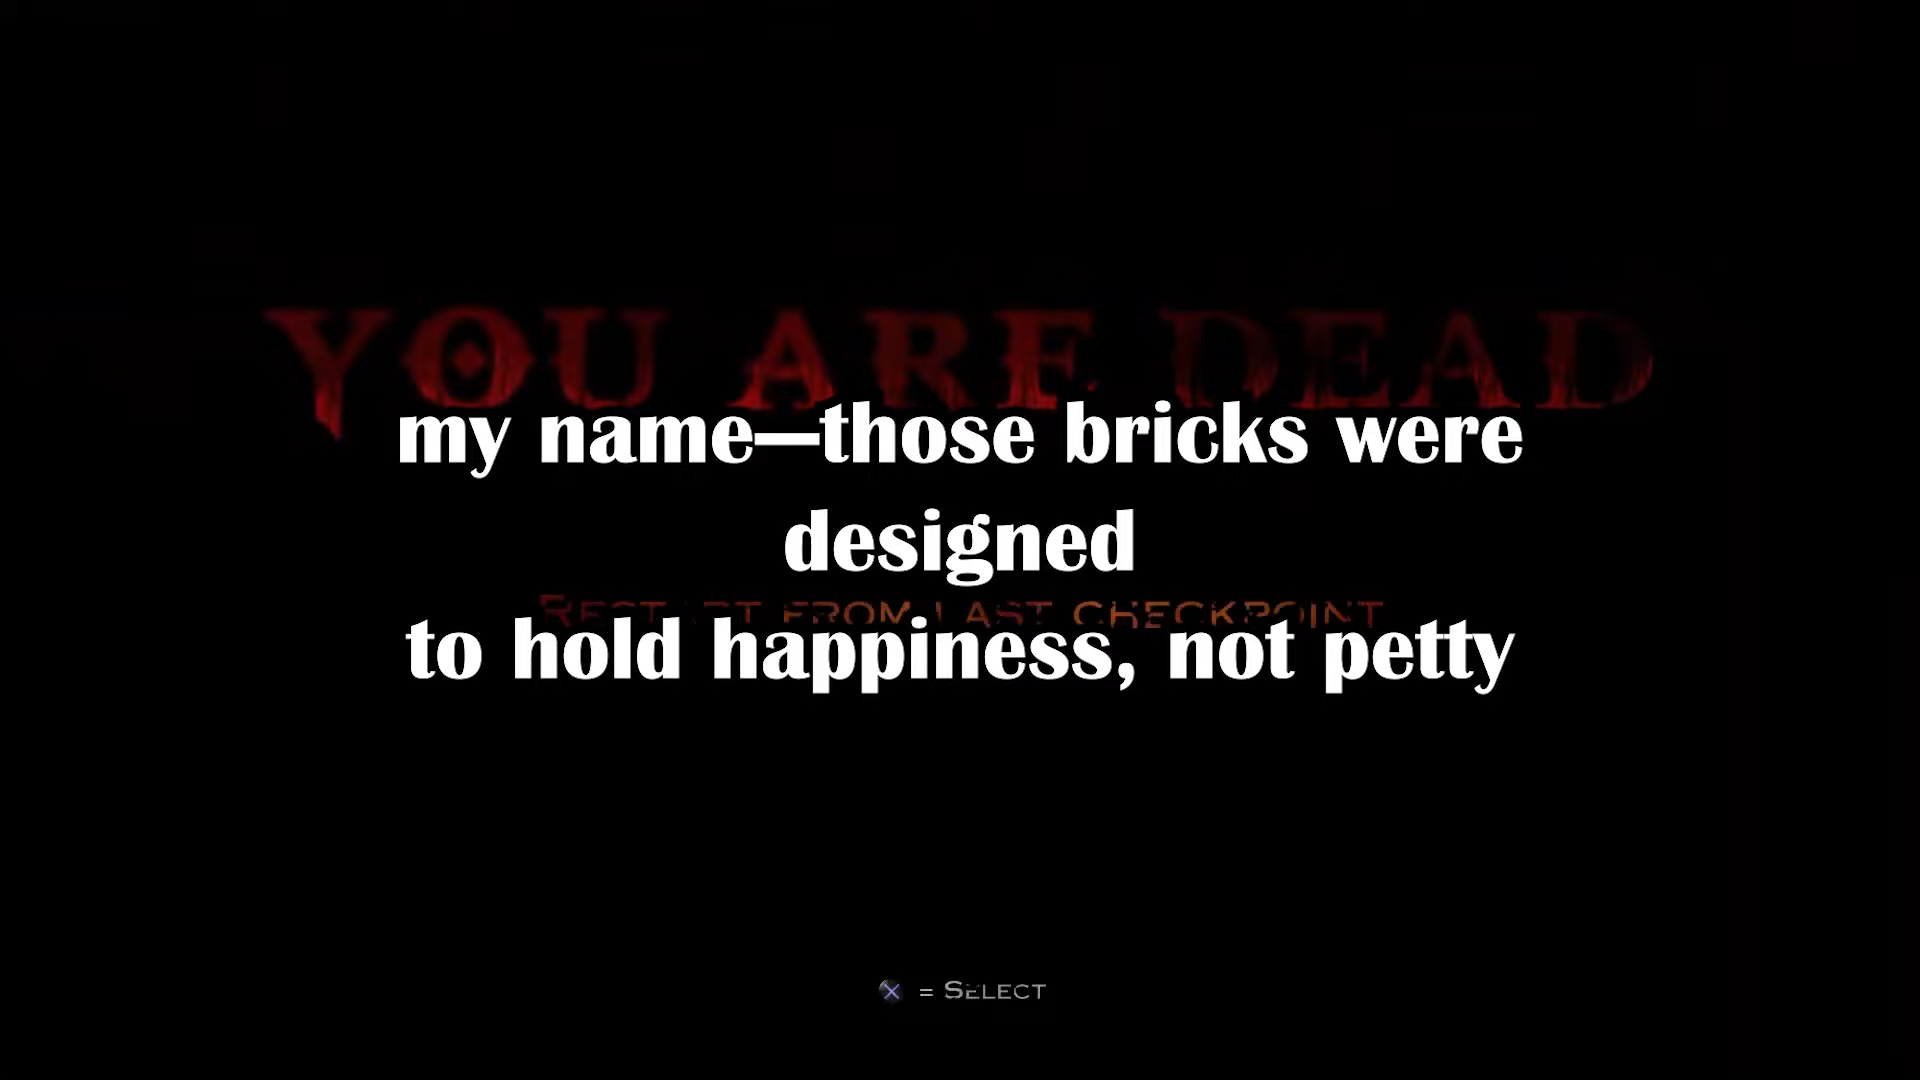 YOU ARE DEAD
my name—those bricks were
designed
RESTART FROM LAST CHECKPOINT
to hold happiness, not petty
= SELECT